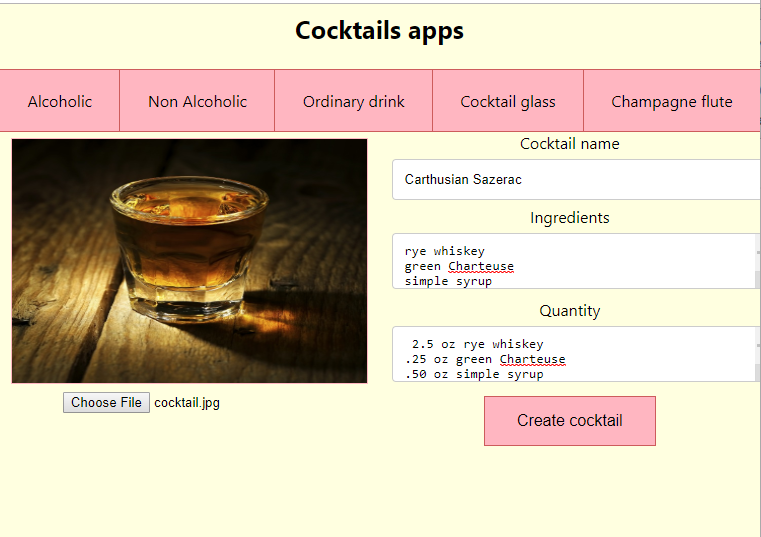 Cocktails apps
Alcoholic
Non Alcoholic
Ordinary drink
Cocktail glass
Champagne flute
Cocktail name
Carthusian Sazerac
Ingredients
rye whiskey
green Charteuse
simple syrup
Quantity
2.5 oz rye whiskey
.25 oz green Charteuse
.50 oz simple syrup
Choose File cocktail.jpg
Create cocktail